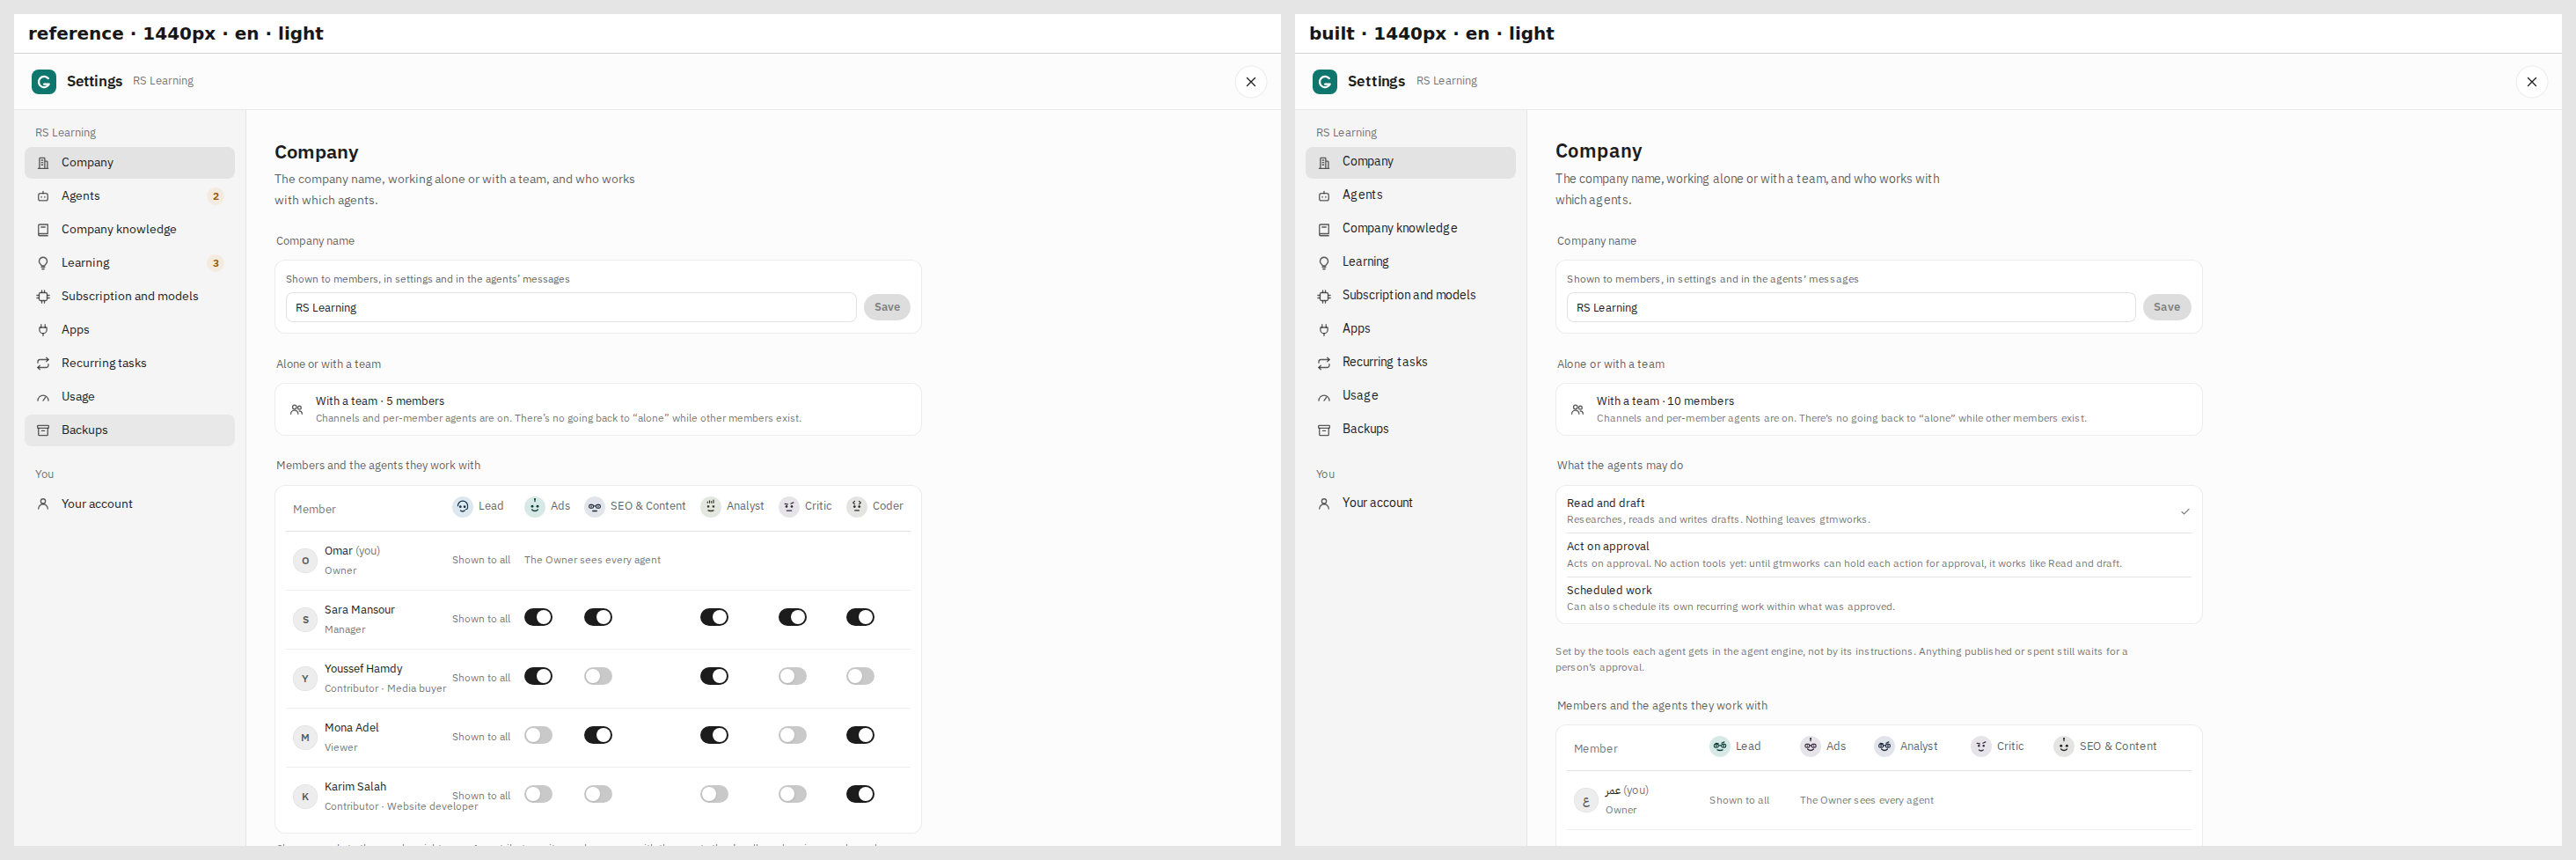 reference · 1440px · en · light
G Settings RS Learning
RS Learning
Company
Agents 2
Company knowledge
Learning 3
Subscription and models
Apps
Recurring tasks
Usage
Backups
You
Your account
Company
The company name, working alone or with a team, and who works
with which agents.
Company name
Shown to members, in settings and in the agents’ messages
RS Learning Save
Alone or with a team
With a team · 5 members
Channels and per-member agents are on. There’s no going back to “alone” while other members exist.
Members and the agents they work with
Member Lead Ads SEO & Content Analyst Critic Coder
O Omar (you)
Owner
Shown to all The Owner sees every agent
S Sara Mansour
Manager
Shown to all
Y Youssef Hamdy
Contributor · Media buyer
Shown to all
M Mona Adel
Viewer
Shown to all
K Karim Salah
Contributor · Website developer
Shown to all
built · 1440px · en · light
G Settings RS Learning
RS Learning
Company
Agents
Company knowledge
Learning
Subscription and models
Apps
Recurring tasks
Usage
Backups
You
Your account
Company
The company name, working alone or with a team, and who works with
which agents.
Company name
Shown to members, in settings and in the agents’ messages
RS Learning Save
Alone or with a team
With a team · 10 members
Channels and per-member agents are on. There’s no going back to “alone” while other members exist.
What the agents may do
Read and draft
Researches, reads and writes drafts. Nothing leaves gtmworks.
Act on approval
Acts on approval. No action tools yet: until gtmworks can hold each action for approval, it works like Read and draft.
Scheduled work
Can also schedule its own recurring work within what was approved.
Set by the tools each agent gets in the agent engine, not by its instructions. Anything published or spent still waits for a
person’s approval.
Members and the agents they work with
Member Lead Ads Analyst Critic SEO & Content
ع عمر (you)
Owner
Shown to all The Owner sees every agent